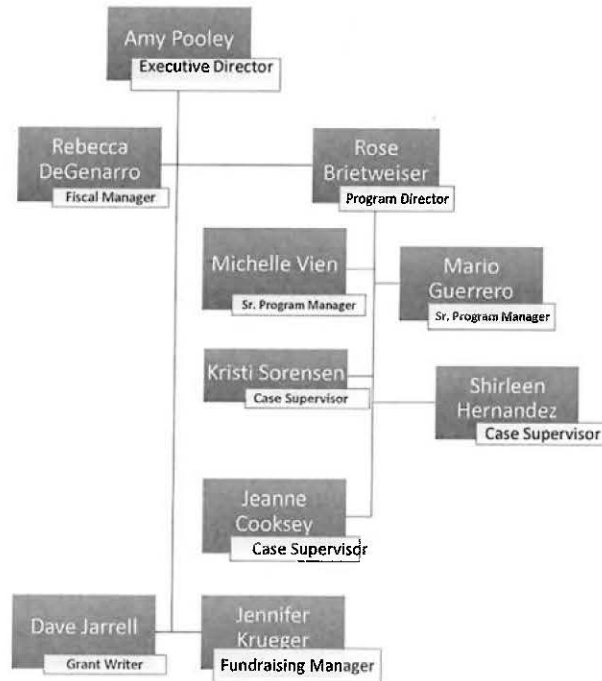 Amy Pooley
Executive Director
Rebecca
DeGenarro
Fiscal Manager
Rose
Brietweiser
Program Director
Michelle Vien
Sr. Program Manager
Mario
Guerrero
Sr. Program Manager
Kristi Sorensen
Case Supervisor
Shirleen
Hernandez
Case Supervisor
Jeanne
Cooksey
Case Supervisor
Dave Jarrell
Grant Writer
Jennifer
Krueger
Fundraising Manager